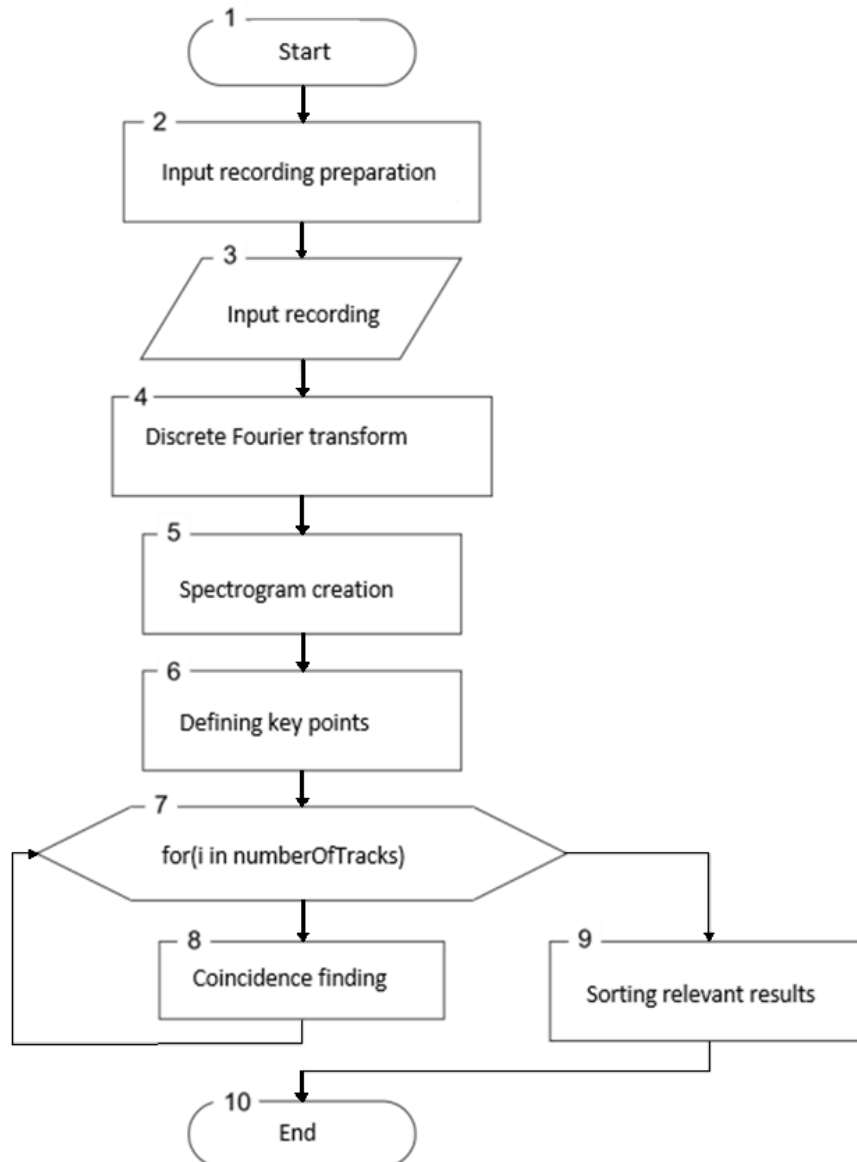 1
Start
2
Input recording preparation
3
Input recording
4
Discrete Fourier transform
5
Spectrogram creation
6
Defining key points
7
for(i in numberOfTracks)
8
Coincidence finding
9
Sorting relevant results
10
End